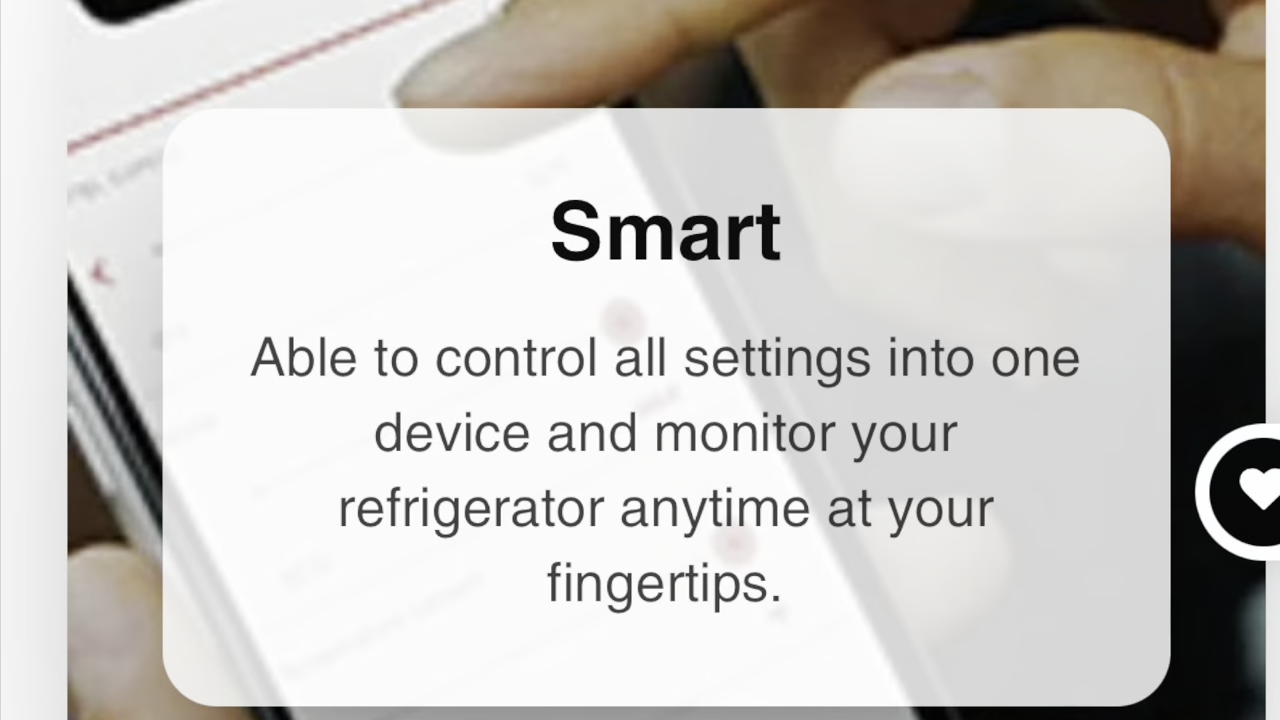 Smart
Able to control all settings into one
device and monitor your
refrigerator anytime at your
fingertips.